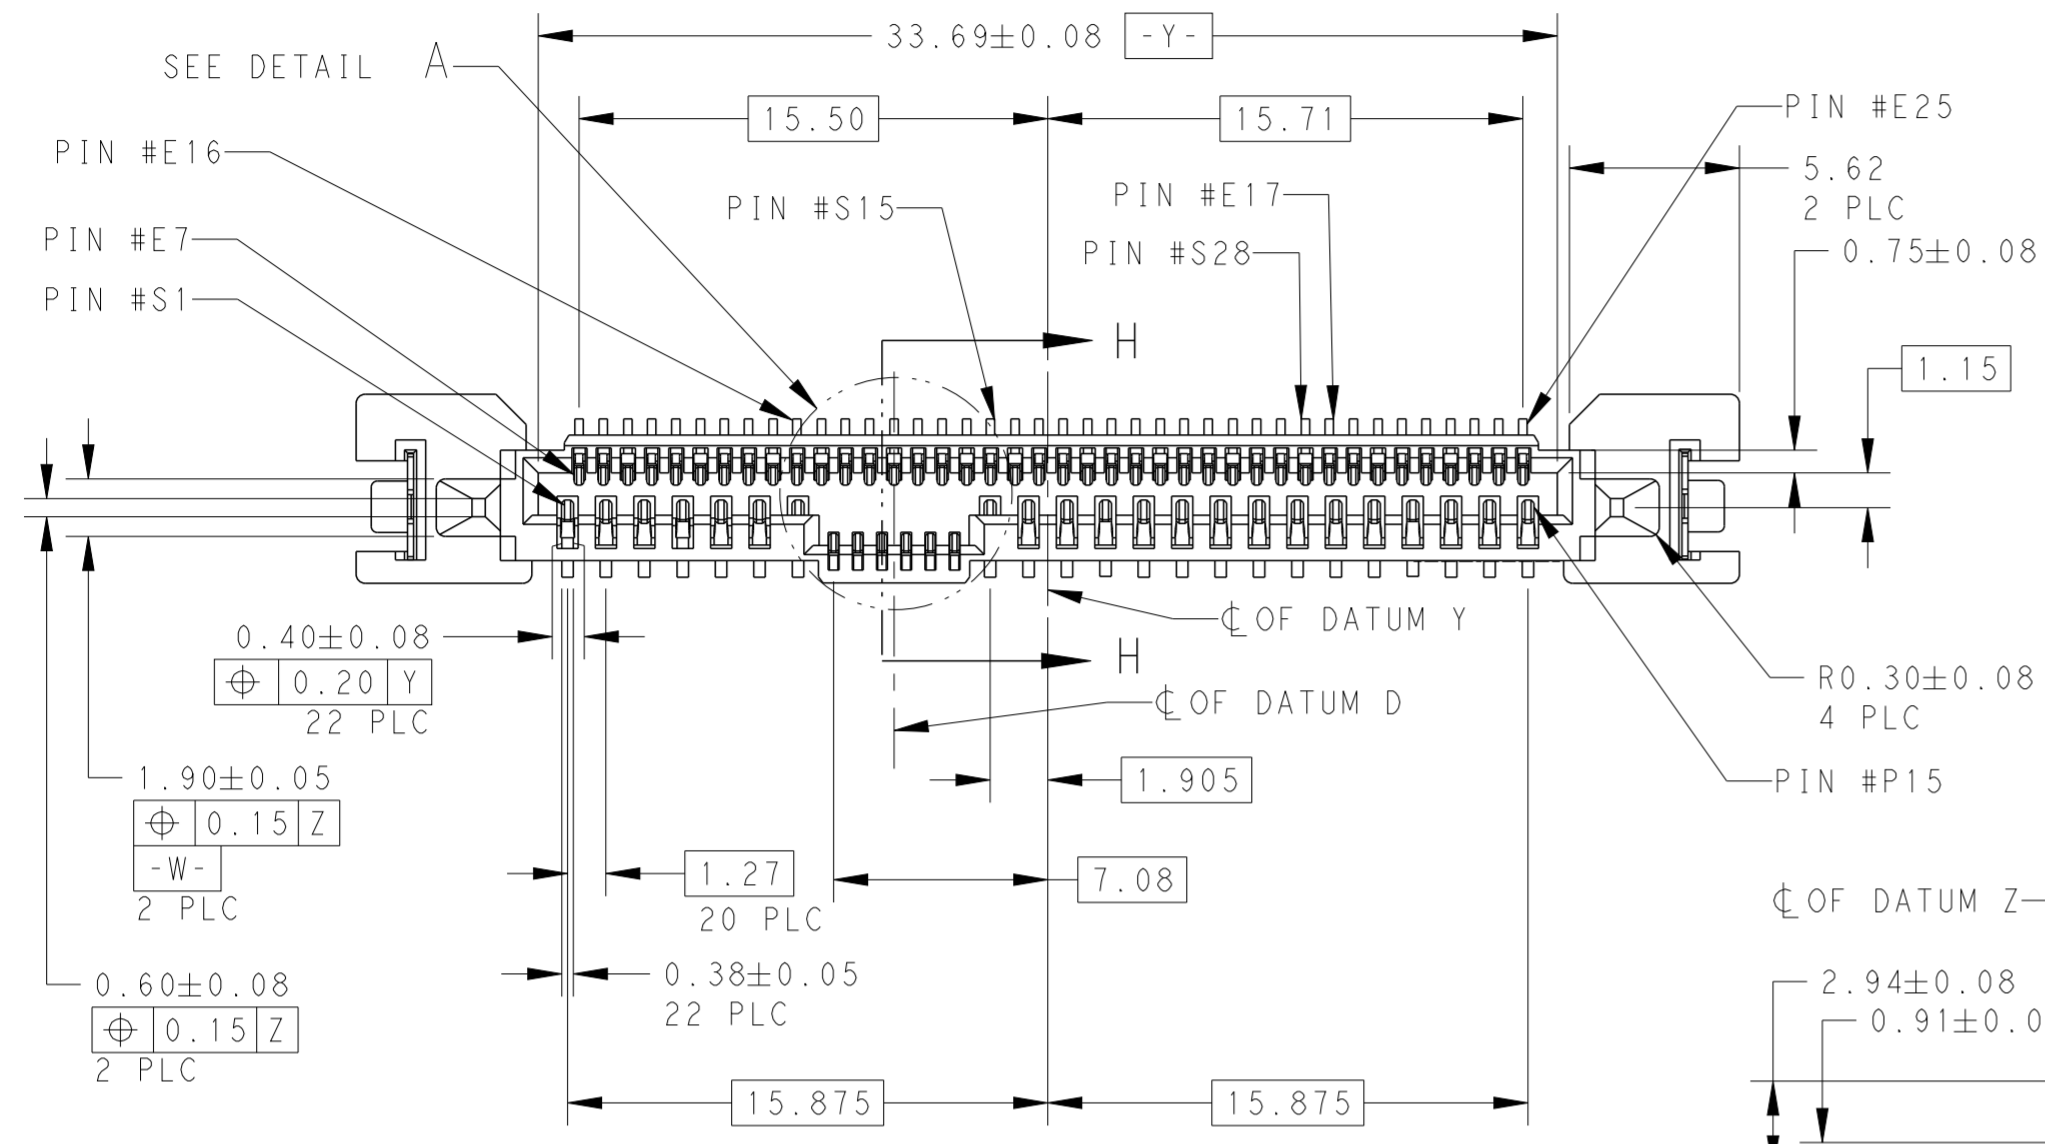 33.69±0.08 -Y-
SEE DETAIL A
15.50
15.71
PIN #E25
PIN #E16
5.62
2 PLC
PIN #S15
PIN #E17
PIN #E7
PIN #S28
0.75±0.08
PIN #S1
H
1.15
0.40±0.08
⌖ 0.20 Y
22 PLC
℄ OF DATUM Y
H
R0.30±0.08
4 PLC
℄ OF DATUM D
1.90±0.05
⌖ 0.15 Z
-W-
2 PLC
1.905
PIN #P15
1.27
20 PLC
7.08
℄ OF DATUM Z
0.60±0.08
⌖ 0.15 Z
2 PLC
0.38±0.05
22 PLC
2.94±0.08
0.91±0.0
15.875
15.875